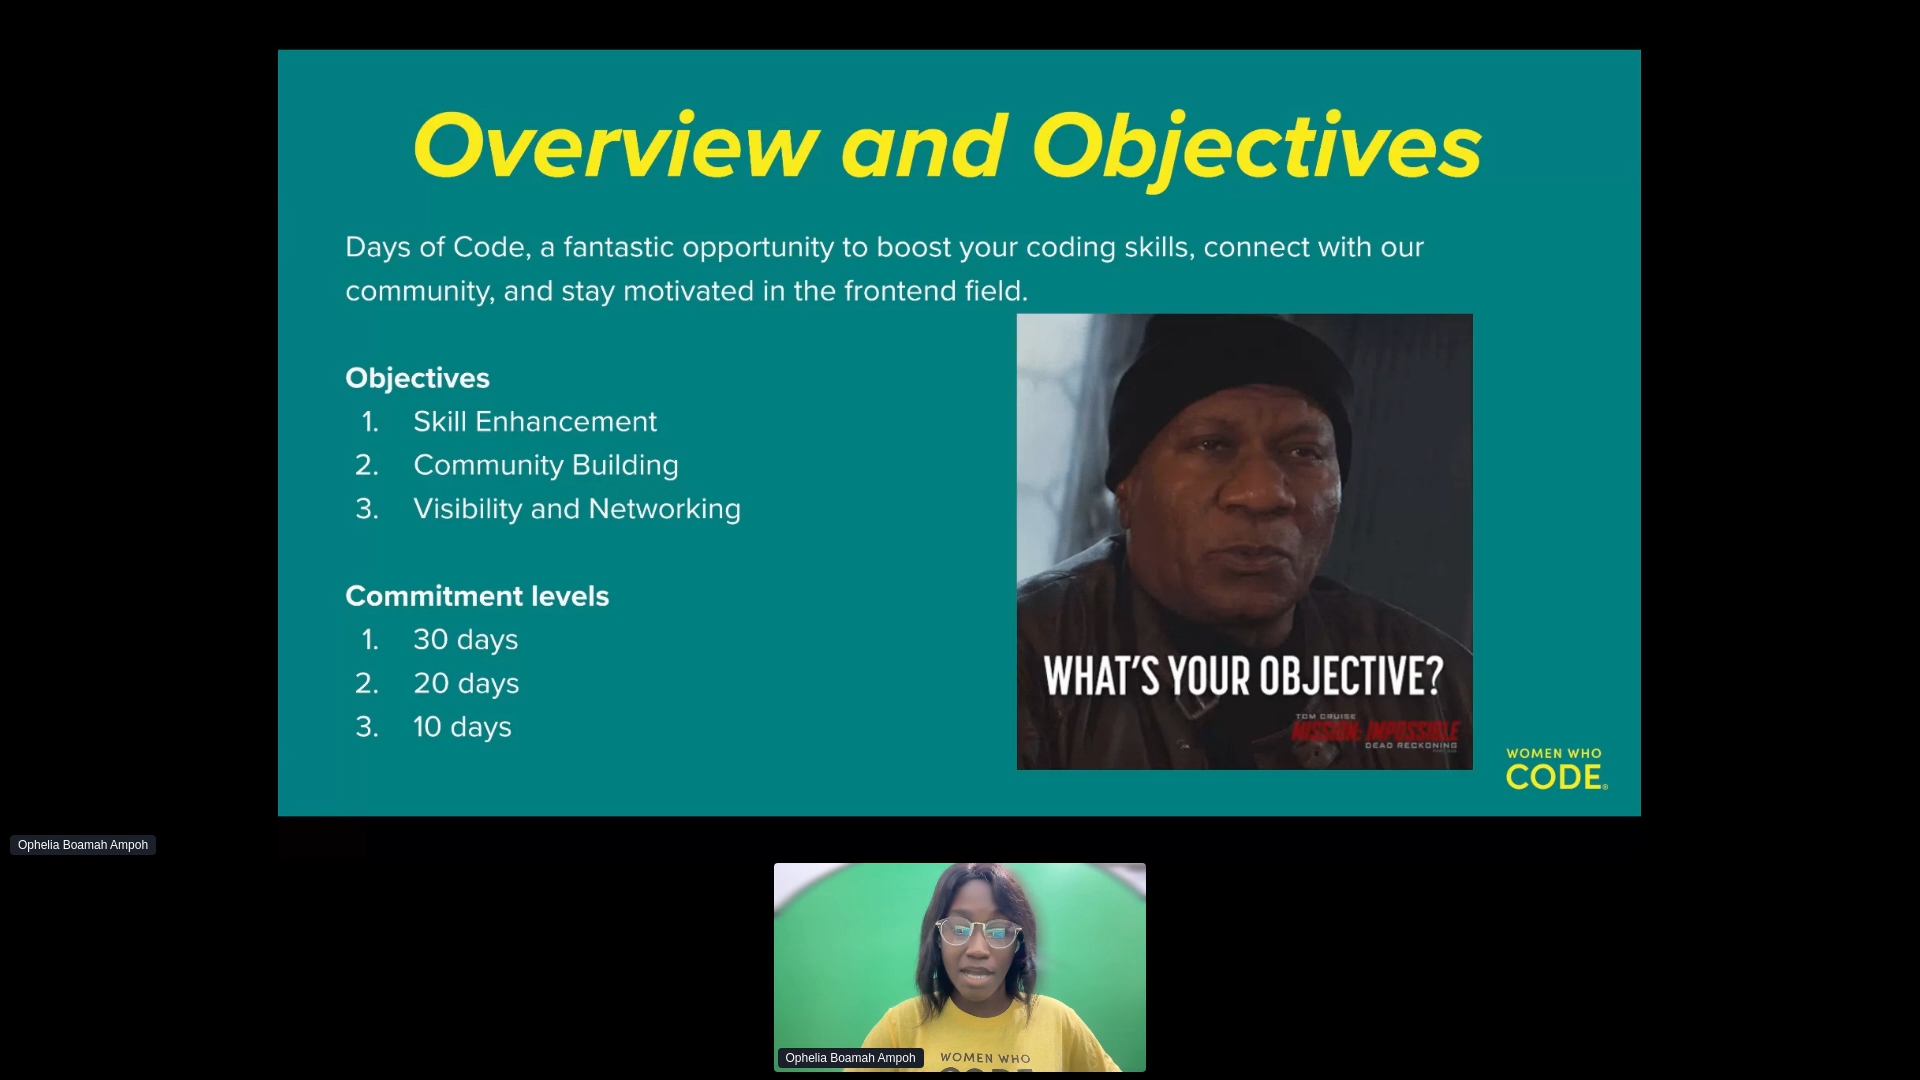 Overview and Objectives
Days of Code, a fantastic opportunity to boost your coding skills, connect with our
community, and stay motivated in the frontend field.
Objectives
1. Skill Enhancement
2. Community Building
3. Visibility and Networking
Commitment levels
1. 30 days
2. 20 days
3. 10 days
WHAT'S YOUR OBJECTIVE?
TOM CRUISE
MISSION: IMPOSSIBLE
DEAD RECKONING
WOMEN WHO
CODE®
Ophelia Boamah Ampoh
WOMEN WHO
CODE
Ophelia Boamah Ampoh